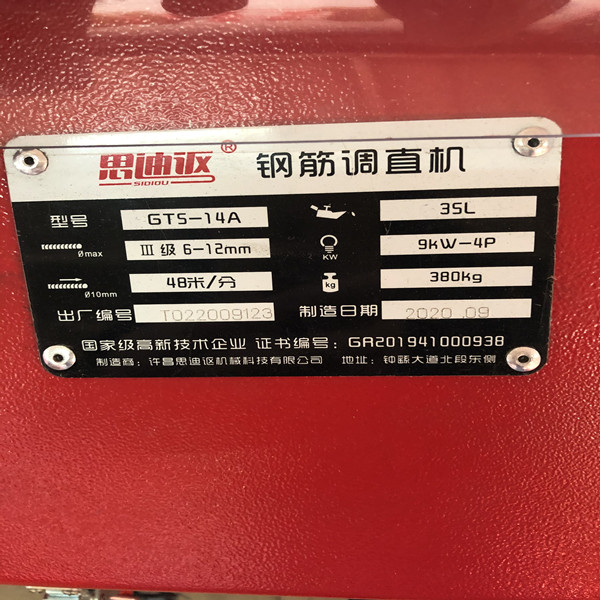 思迪讴® 钢筋调直机
SIDIOU
型号 GT5-14A 35L
Ømax Ⅲ级 6-12mm KW 9kW-4P
Ø10mm 48米/分 kg 380kg
出厂编号 T022009123 制造日期 2020.09
国家级高新技术企业 证书编号：GR201941000938
制造商：许昌思迪讴机械科技有限公司 地址：钟繇大道北段东侧